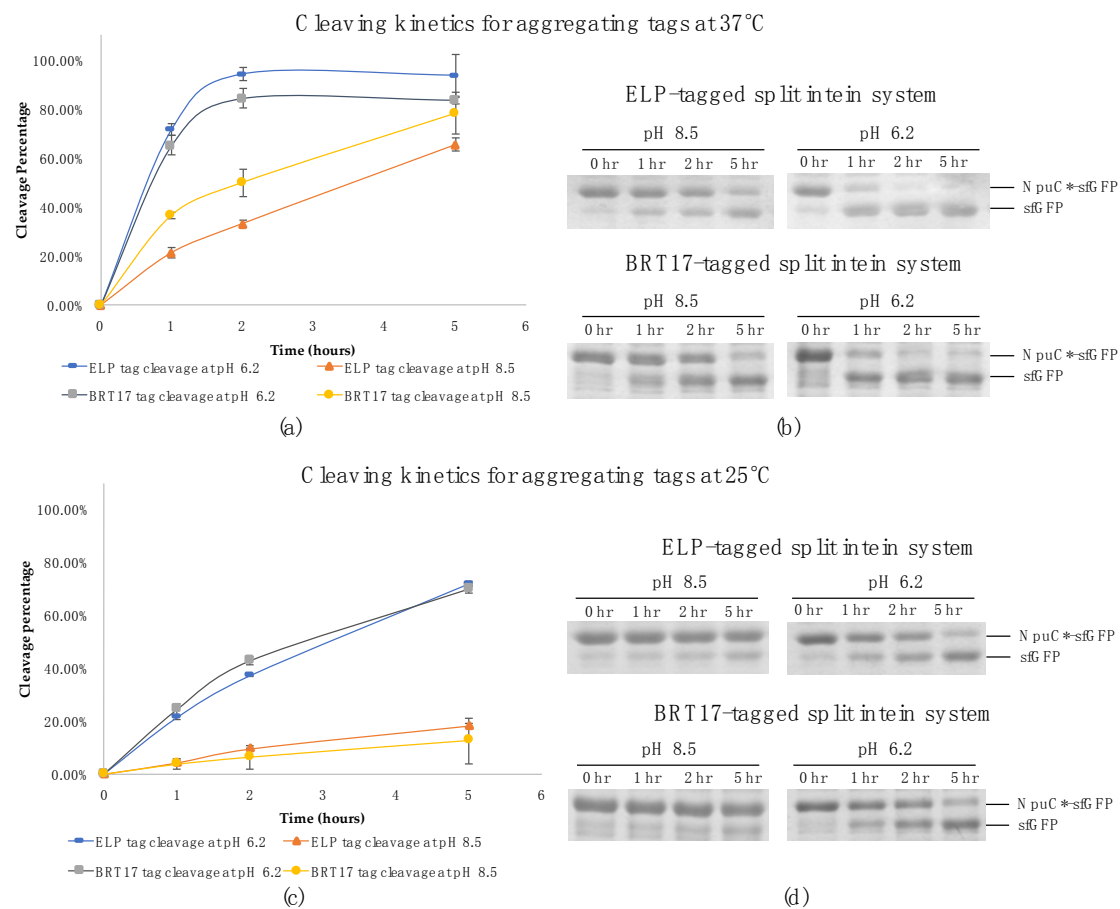 Cleaving kinetics for aggregating tags at 37°C
100.00%
80.00%
60.00%
40.00%
20.00%
0.00%
Cleavage Percentage
0 1 2 3 4 5 6
Time (hours)
ELP tag cleavage at pH 6.2
ELP tag cleavage at pH 8.5
BRT17 tag cleavage at pH 6.2
BRT17 tag cleavage at pH 8.5
(a)
ELP-tagged split intein system
pH 8.5
pH 6.2
0 hr 1 hr 2 hr 5 hr
0 hr 1 hr 2 hr 5 hr
NpuC*-sfGFP
sfGFP
BRT17-tagged split intein system
pH 8.5
pH 6.2
0 hr 1 hr 2 hr 5 hr
0 hr 1 hr 2 hr 5 hr
NpuC*-sfGFP
sfGFP
(b)
Cleaving kinetics for aggregating tags at 25°C
100.00%
80.00%
60.00%
40.00%
20.00%
0.00%
Cleavage percentage
0 1 2 3 4 5 6
Time (hours)
ELP tag cleavage at pH 6.2
ELP tag cleavage at pH 8.5
BRT17 tag cleavage at pH 6.2
BRT17 tag cleavage at pH 8.5
(c)
ELP-tagged split intein system
pH 8.5
pH 6.2
0 hr 1 hr 2 hr 5 hr
0 hr 1 hr 2 hr 5 hr
NpuC*-sfGFP
sfGFP
BRT17-tagged split intein system
pH 8.5
pH 6.2
0 hr 1 hr 2 hr 5 hr
0 hr 1 hr 2 hr 5 hr
NpuC*-sfGFP
sfGFP
(d)